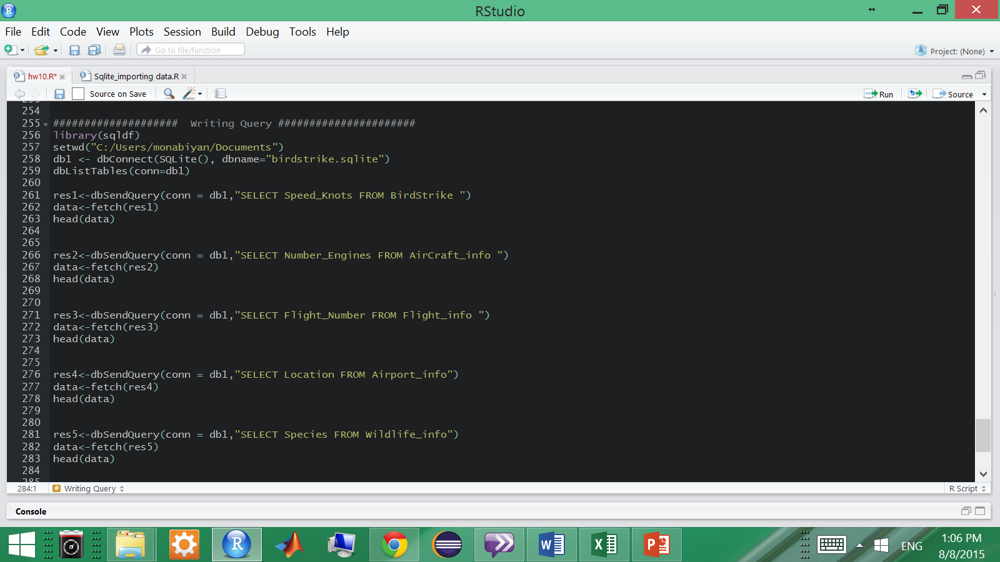 RStudio
File Edit Code View Plots Session Build Debug Tools Help
Go to file/function
Project: (None)
hw10.R*
Sqlite_importing data.R
Source on Save
Run
Source
254
255 ####################  Writing Query ######################
256 library(sqldf)
257 setwd("C:/Users/monabiyan/Documents")
258 db1 <- dbConnect(SQLite(), dbname="birdstrike.sqlite")
259 dbListTables(conn=db1)
260
261 res1<-dbSendQuery(conn = db1,"SELECT Speed_Knots FROM BirdStrike ")
262 data<-fetch(res1)
263 head(data)
264
265
266 res2<-dbSendQuery(conn = db1,"SELECT Number_Engines FROM AirCraft_info ")
267 data<-fetch(res2)
268 head(data)
269
270
271 res3<-dbSendQuery(conn = db1,"SELECT Flight_Number FROM Flight_info ")
272 data<-fetch(res3)
273 head(data)
274
275
276 res4<-dbSendQuery(conn = db1,"SELECT Location FROM Airport_info")
277 data<-fetch(res4)
278 head(data)
279
280
281 res5<-dbSendQuery(conn = db1,"SELECT Species FROM Wildlife_info")
282 data<-fetch(res5)
283 head(data)
284
284:1 # Writing Query
R Script
Console
ENG
1:06 PM
8/8/2015